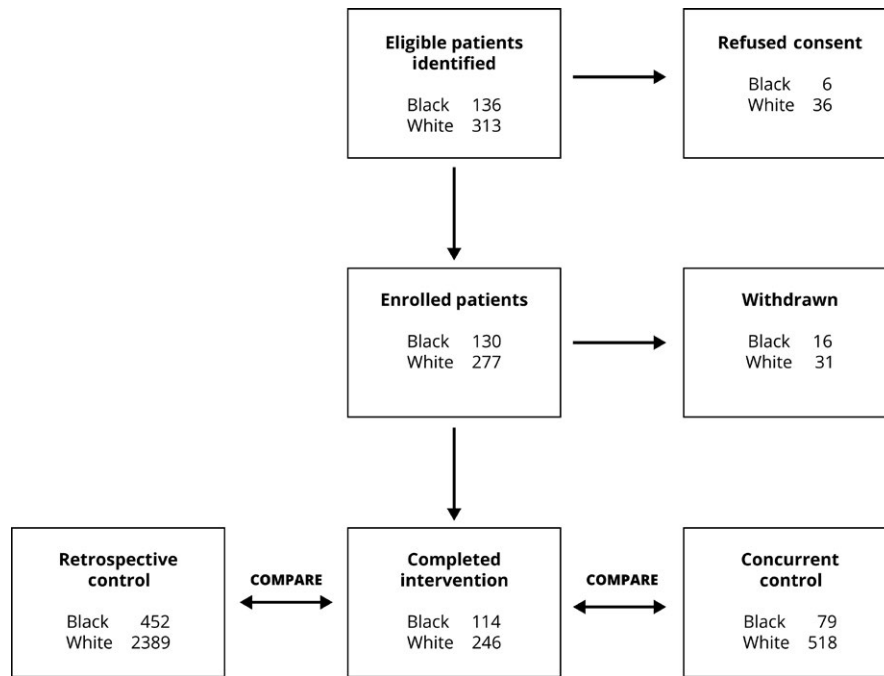 Eligible patients
identified
Black 136
White 313
Refused consent
Black 6
White 36
Enrolled patients
Black 130
White 277
Withdrawn
Black 16
White 31
Retrospective
control
Black 452
White 2389
COMPARE
Completed
intervention
Black 114
White 246
COMPARE
Concurrent
control
Black 79
White 518